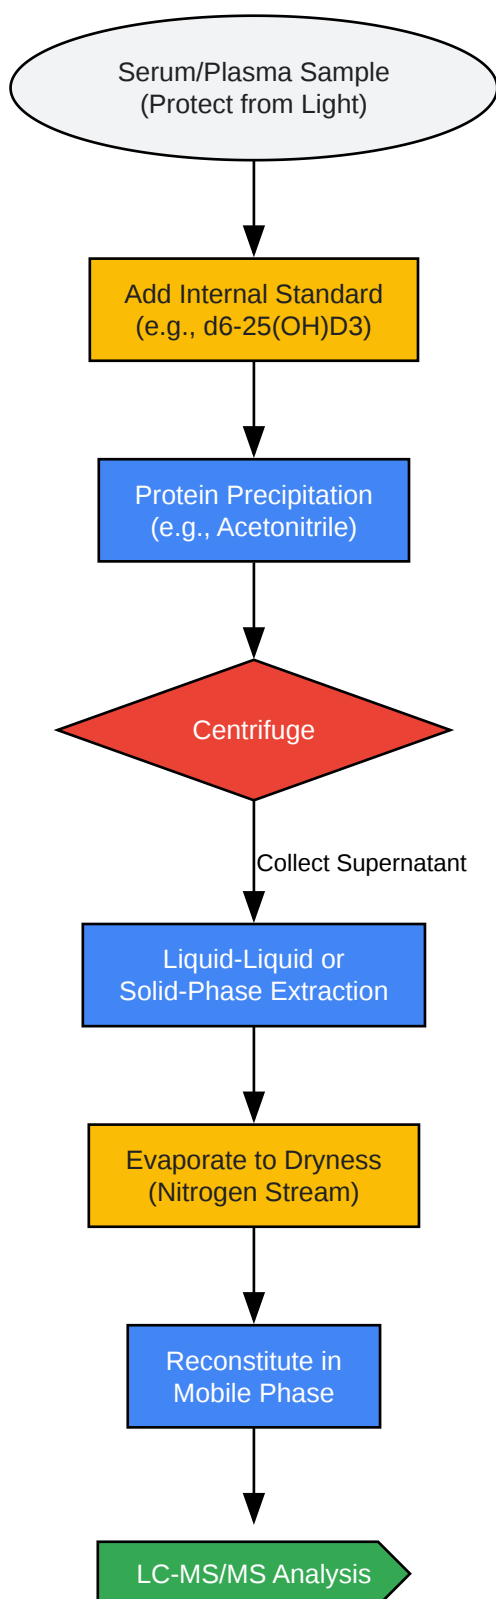 Serum/Plasma Sample
(Protect from Light)
Add Internal Standard
(e.g., d6-25(OH)D3)
Protein Precipitation
(e.g., Acetonitrile)
Centrifuge
Collect Supernatant
Liquid-Liquid or
Solid-Phase Extraction
Evaporate to Dryness
(Nitrogen Stream)
Reconstitute in
Mobile Phase
LC-MS/MS Analysis